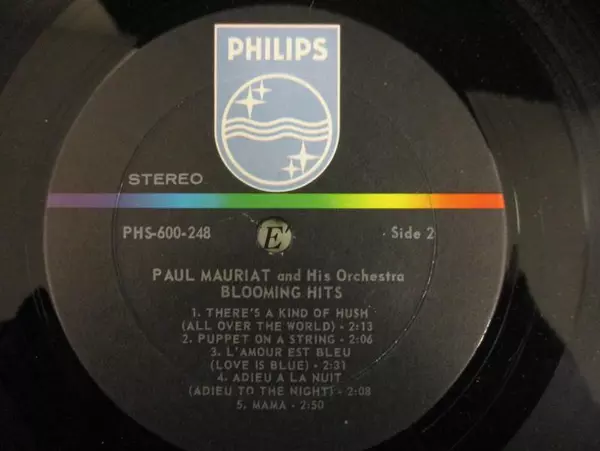 PHILIPS
STEREO
PHS-600-248
E
Side 2
PAUL MAURIAT and His Orchestra
BLOOMING HITS
1. THERE'S A KIND OF HUSH
(ALL OVER THE WORLD) • 2:13
2. PUPPET ON A STRING • 2:06
3. L'AMOUR EST BLEU
(LOVE IS BLUE) • 2:31
4. ADIEU A LA NUIT
(ADIEU TO THE NIGHT) • 2:08
5. MAMA • 2:50